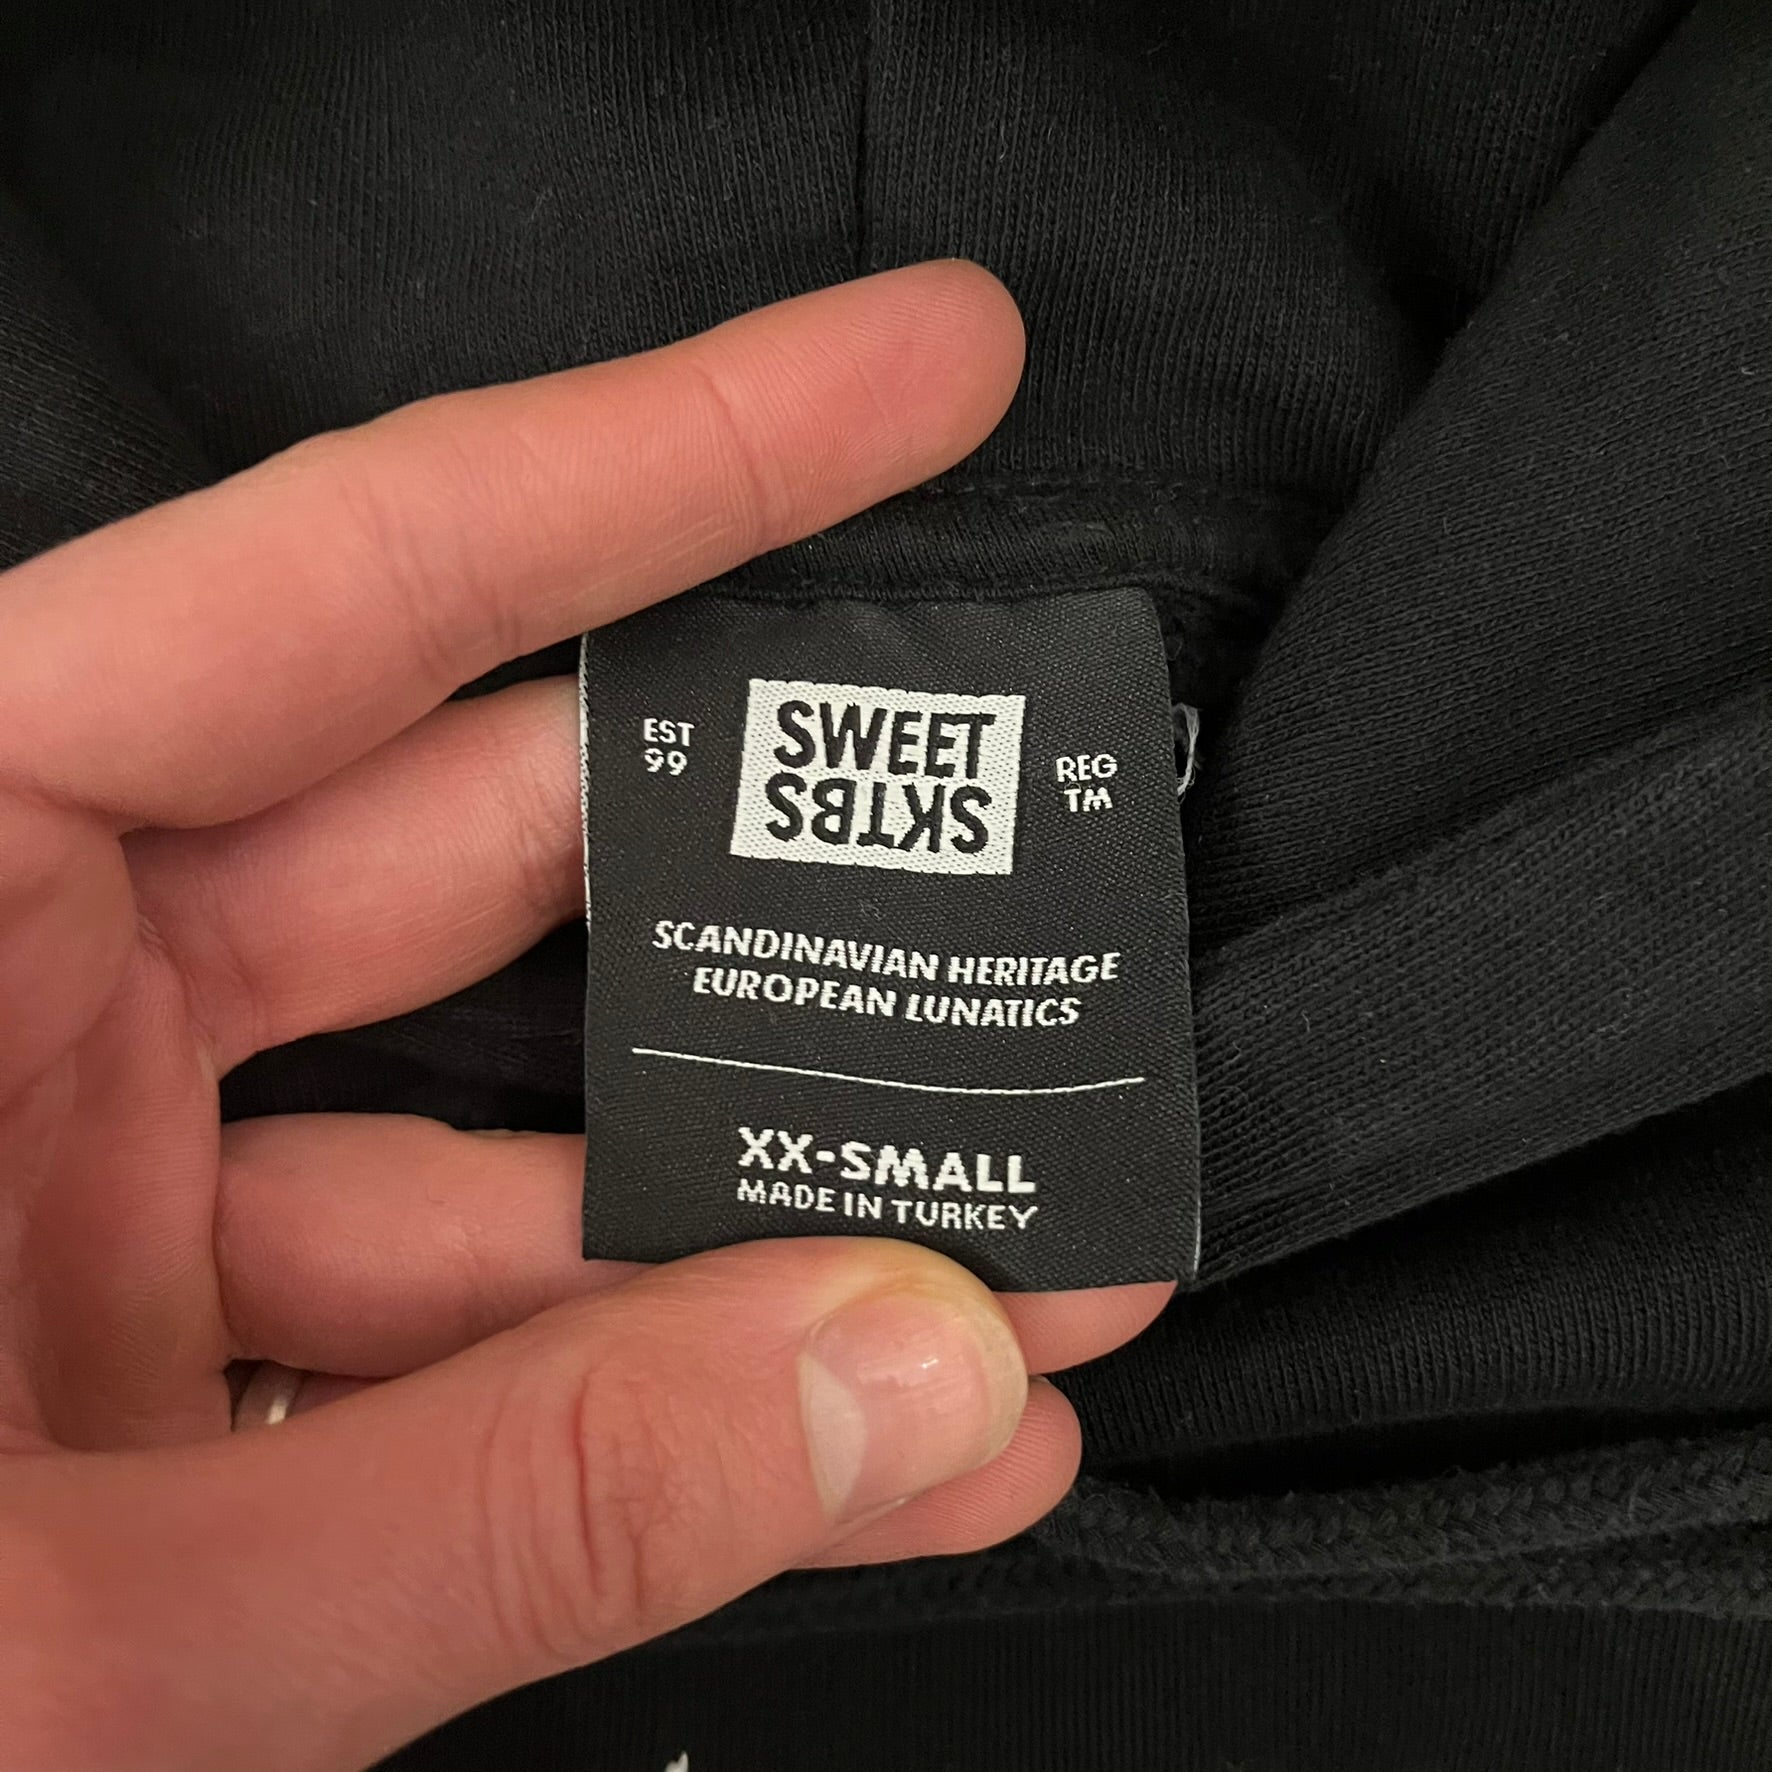 EST
99
SWEET
SKTBS
REG
TM
SCANDINAVIAN HERITAGE
EUROPEAN LUNATICS
XX-SMALL
MADE IN TURKEY